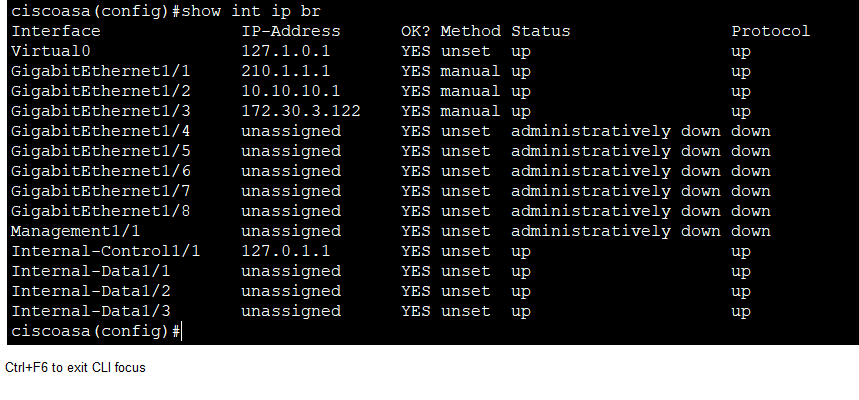 ciscoasa(config)#show int ip br
Interface IP-Address OK? Method Status Protocol
Virtual0 127.1.0.1 YES unset up up
GigabitEthernet1/1 210.1.1.1 YES manual up up
GigabitEthernet1/2 10.10.10.1 YES manual up up
GigabitEthernet1/3 172.30.3.122 YES manual up up
GigabitEthernet1/4 unassigned YES unset administratively down down
GigabitEthernet1/5 unassigned YES unset administratively down down
GigabitEthernet1/6 unassigned YES unset administratively down down
GigabitEthernet1/7 unassigned YES unset administratively down down
GigabitEthernet1/8 unassigned YES unset administratively down down
Management1/1 unassigned YES unset administratively down down
Internal-Control1/1 127.0.1.1 YES unset up up
Internal-Data1/1 unassigned YES unset up up
Internal-Data1/2 unassigned YES unset up up
Internal-Data1/3 unassigned YES unset up up
ciscoasa(config)#
Ctrl+F6 to exit CLI focus